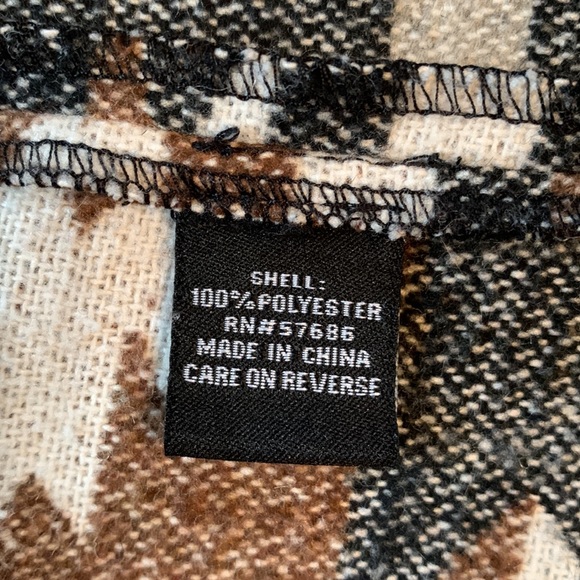 SHELL:
100% POLYESTER
RN#57686
MADE IN CHINA
CARE ON REVERSE